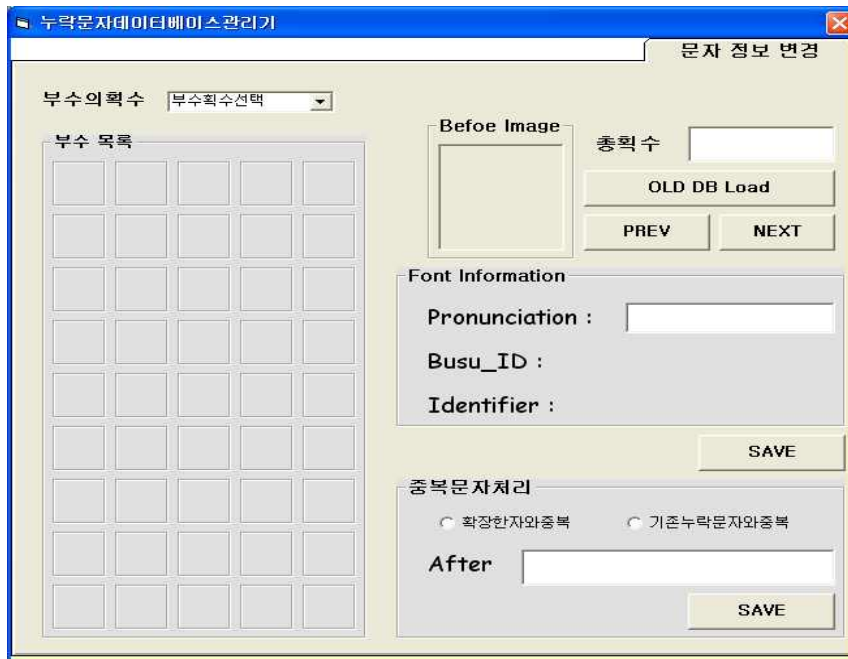 누락문자데이터베이스관리기
문자 정보 변경
부수의획수 부수획수선택
부수 목록
Befoe Image
총획수
OLD DB Load
PREV NEXT
Font Information
Pronunciation :
Busu_ID :
Identifier :
SAVE
중복문자처리
확장한자와중복 기존누락문자와중복
After
SAVE